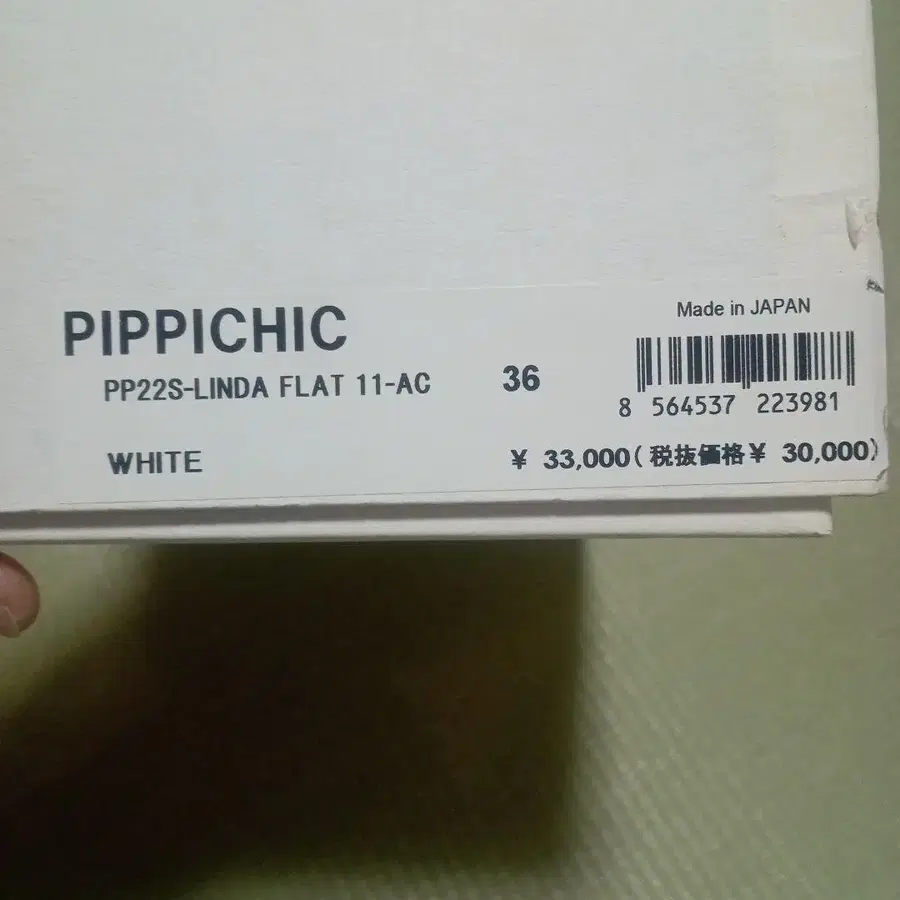 PIPPICHIC
Made in JAPAN
PP22S-LINDA FLAT 11-AC
36
8 564537 223981
WHITE
¥ 33,000(税抜価格¥ 30,000)